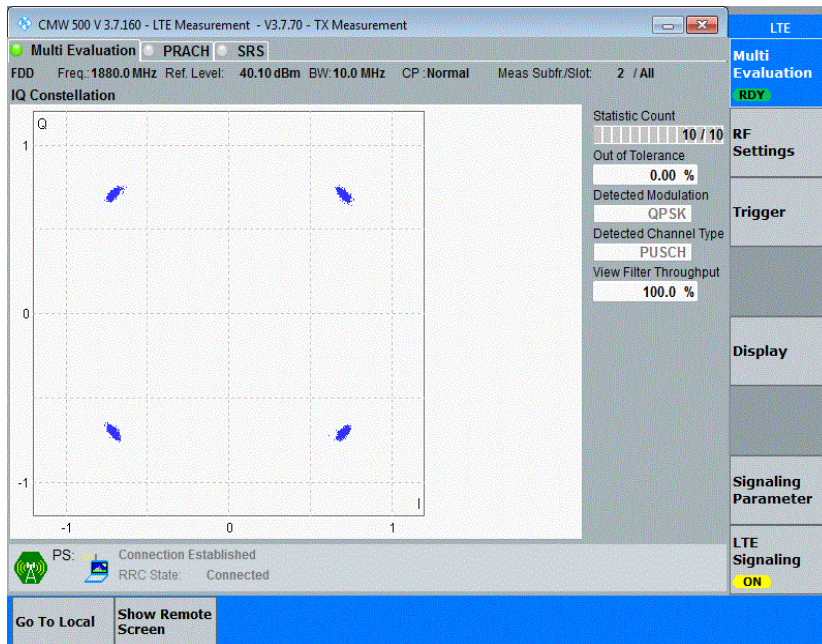 CMW 500 V 3.7.160 - LTE Measurement - V3.7.70 - TX Measurement
LTE
Multi Evaluation PRACH SRS
Multi
Evaluation
RDY
FDD Freq.: 1880.0 MHz Ref. Level: 40.10 dBm BW: 10.0 MHz CP : Normal Meas Subfr./Slot: 2 / All
IQ Constellation
Q
1
0
-1
-1 0 1
I
Statistic Count
10 / 10
Out of Tolerance
0.00 %
Detected Modulation
QPSK
Detected Channel Type
PUSCH
View Filter Throughput
100.0 %
RF
Settings
Trigger
Display
Signaling
Parameter
LTE
Signaling
ON
PS: Connection Established
RRC State: Connected
Go To Local
Show Remote
Screen